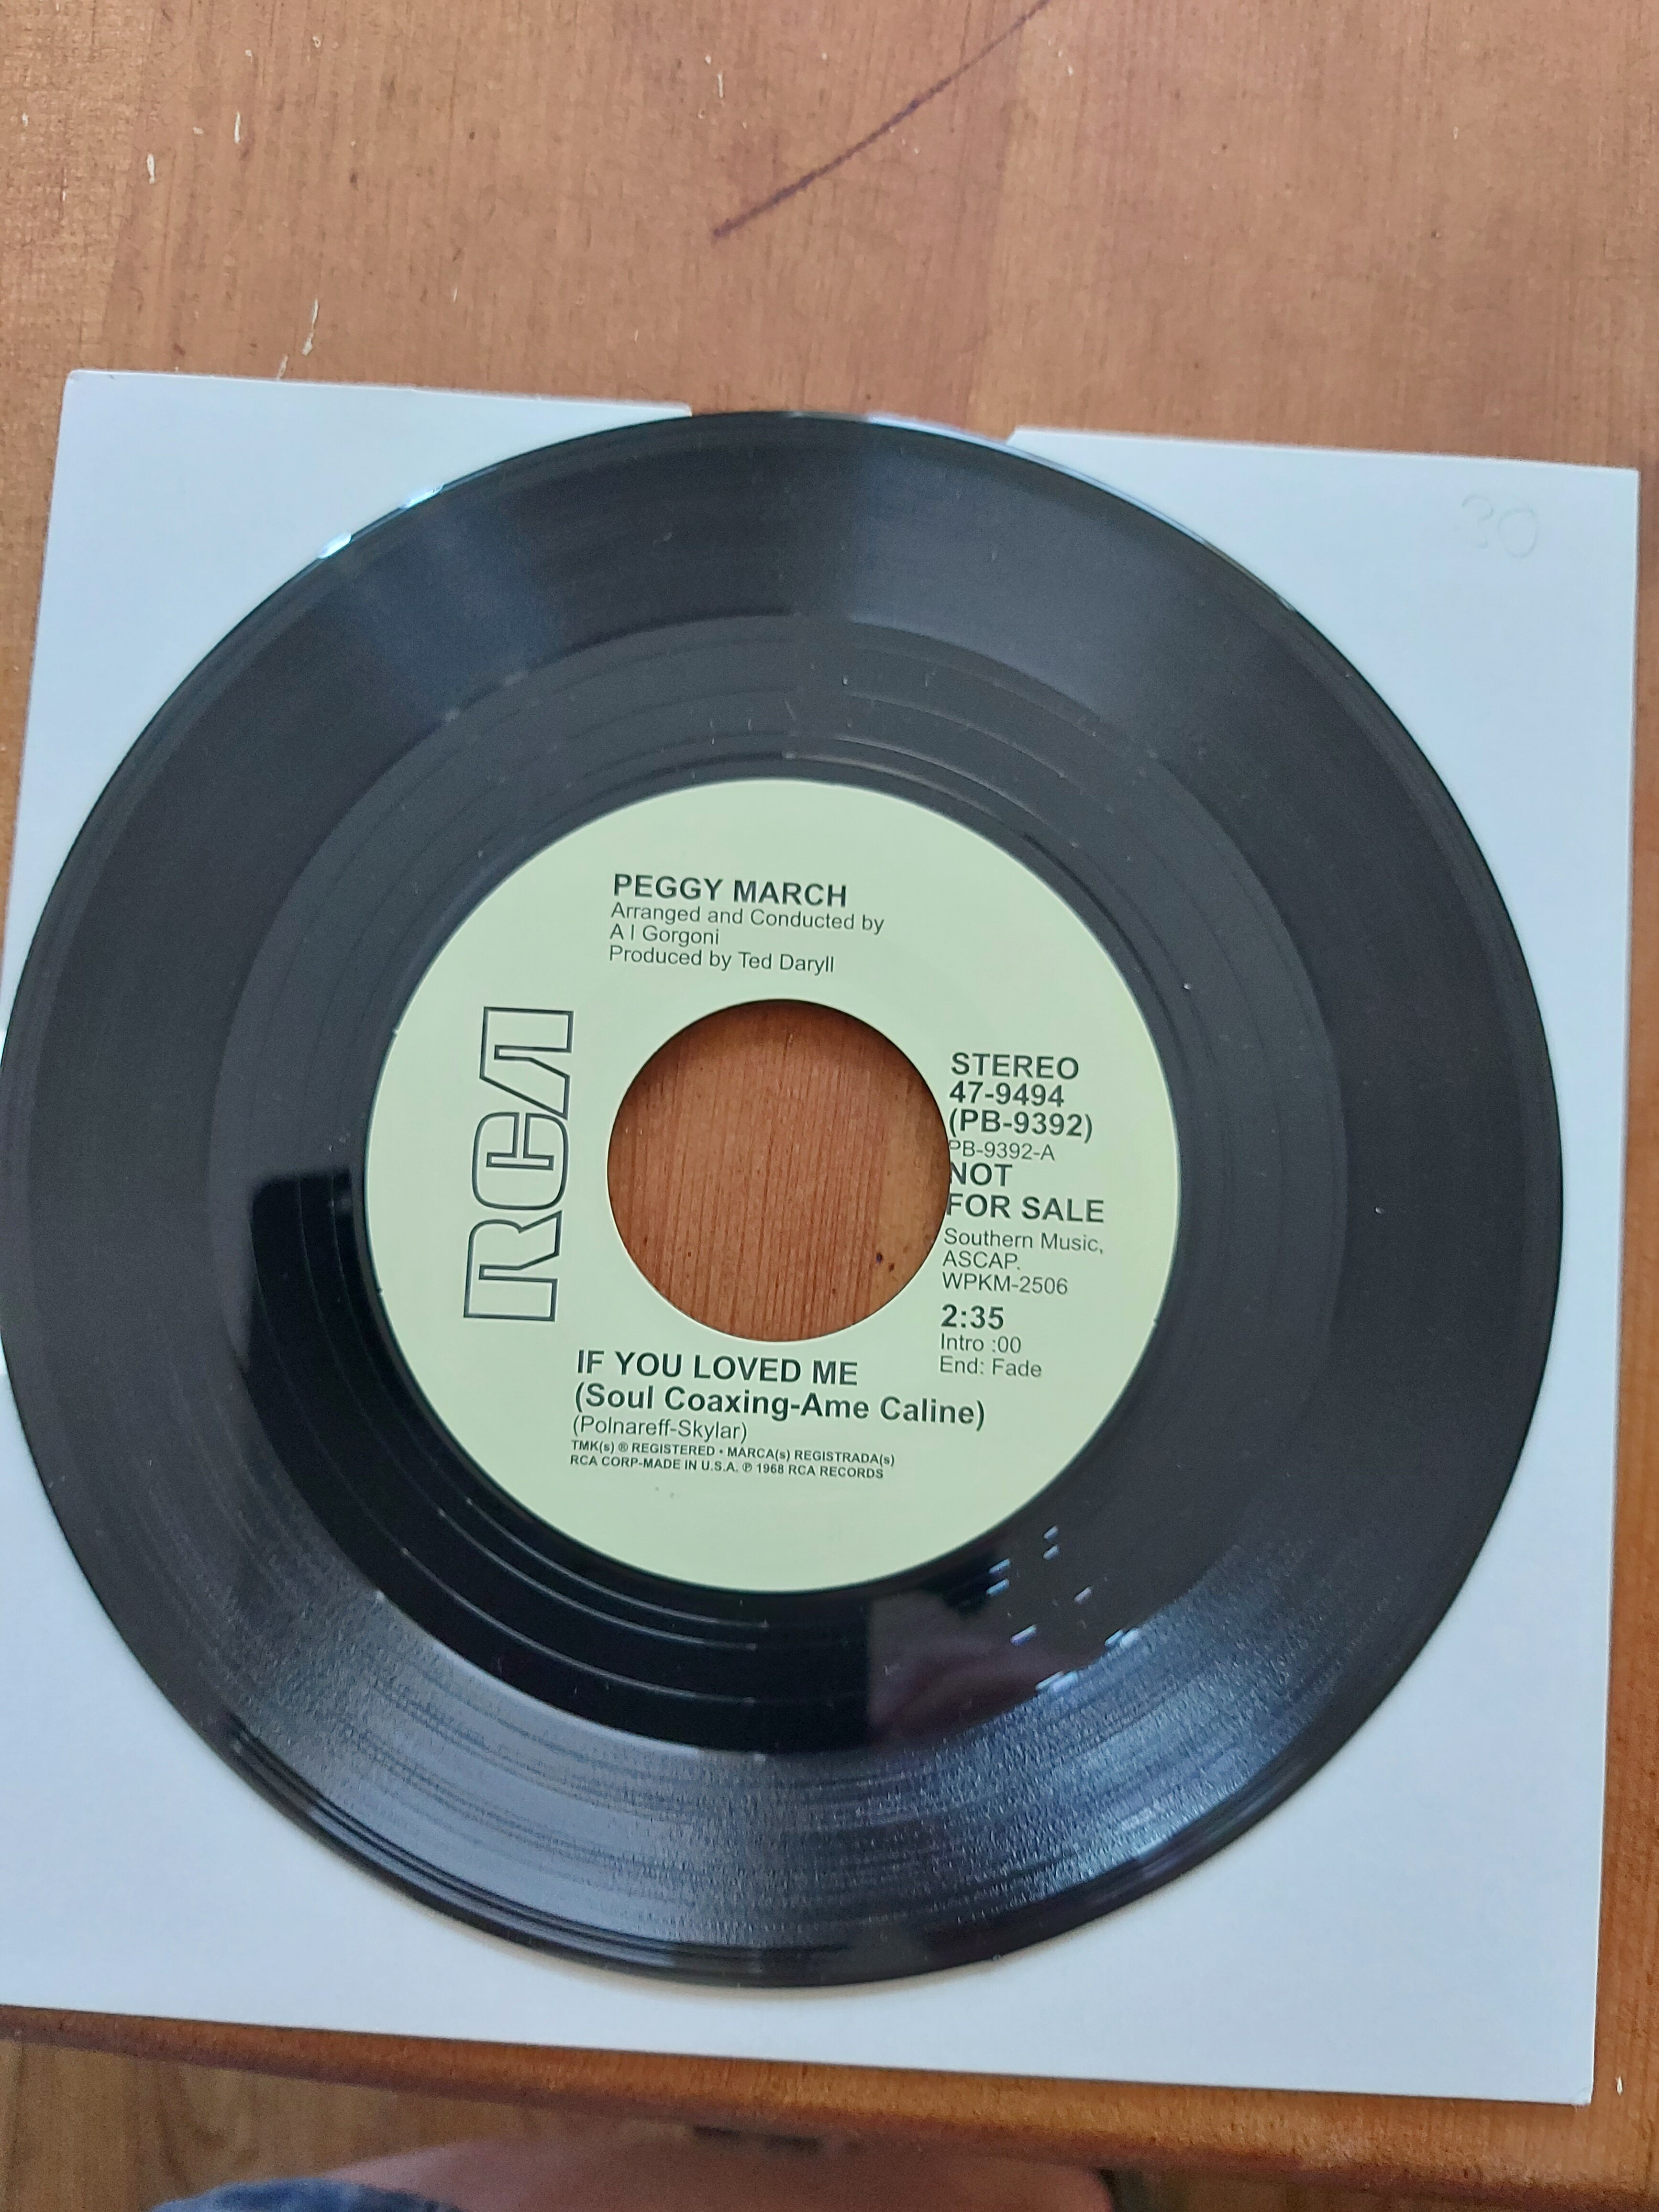 30
PEGGY MARCH
Arranged and Conducted by
A l Gorgoni
Produced by Ted Daryll
RCA
STEREO
47-9494
(PB-9392)
PB-9392-A
NOT
FOR SALE
Southern Music,
ASCAP.
WPKM-2506
2:35
Intro :00
End: Fade
IF YOU LOVED ME
(Soul Coaxing-Ame Caline)
(Polnareff-Skylar)
TMK(s) ® REGISTERED • MARCA(s) REGISTRADA(s)
RCA CORP-MADE IN U.S.A. ℗ 1968 RCA RECORDS